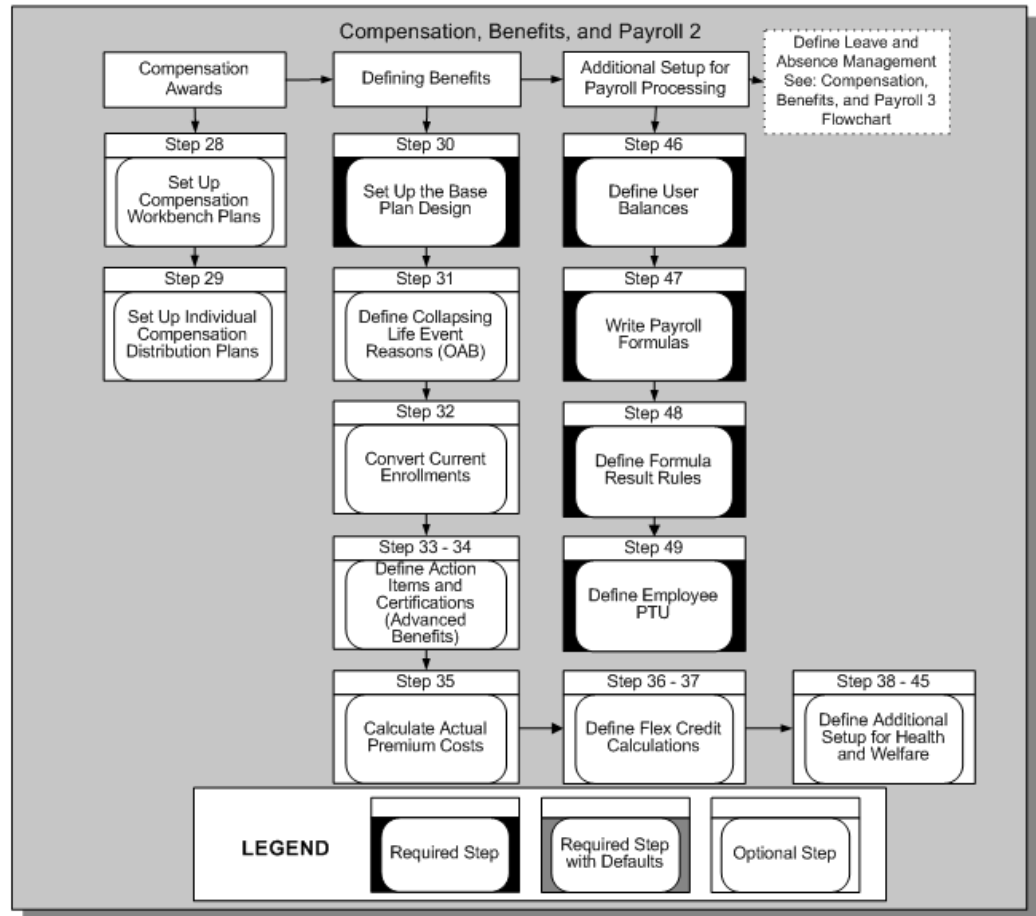 Compensation, Benefits, and Payroll 2
Compensation
Awards
Defining Benefits
Additional Setup for
Payroll Processing
Define Leave and
Absence Management
See: Compensation,
Benefits, and Payroll 3
Flowchart
Step 28
Set Up
Compensation
Workbench Plans
Step 29
Set Up Individual
Compensation
Distribution Plans
Step 30
Set Up the Base
Plan Design
Step 31
Define Collapsing
Life Event
Reasons (OAB)
Step 32
Convert Current
Enrollments
Step 33 - 34
Define Action
Items and
Certifications
(Advanced
Benefits)
Step 35
Calculate Actual
Premium Costs
Step 36 - 37
Define Flex Credit
Calculations
Step 38 - 45
Define Additional
Setup for Health
and Welfare
Step 46
Define User
Balances
Step 47
Write Payroll
Formulas
Step 48
Define Formula
Result Rules
Step 49
Define Employee
PTU
LEGEND
Required Step
Required Step
with Defaults
Optional Step